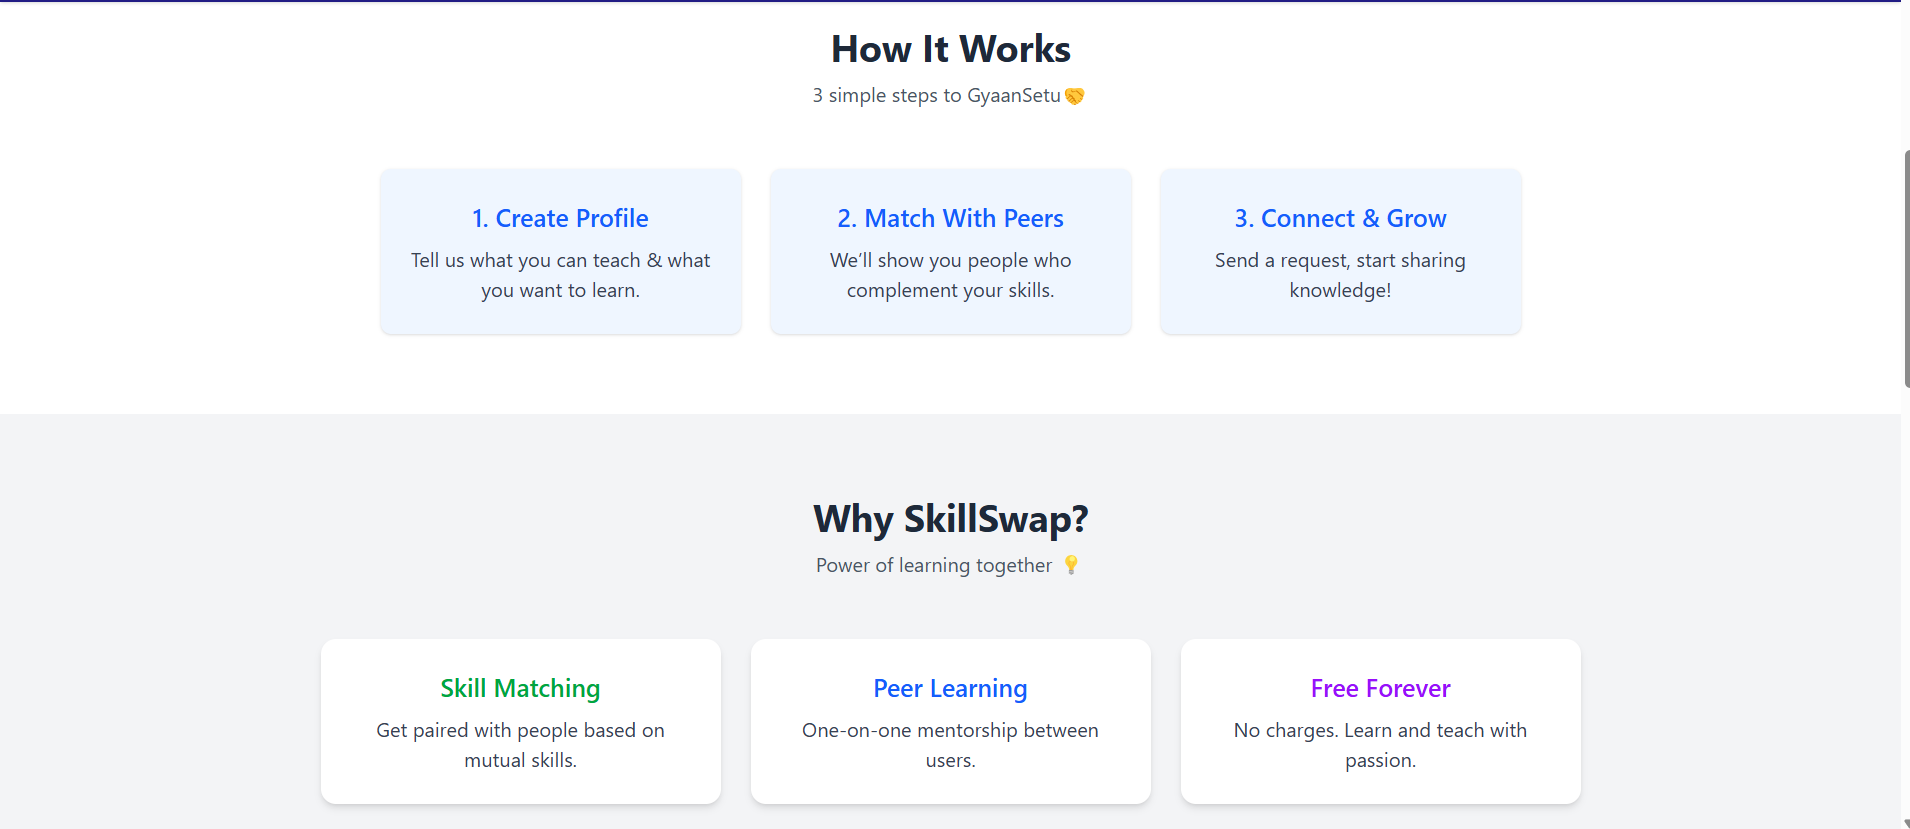 How It Works
3 simple steps to GyaanSetu🤝
1. Create Profile
Tell us what you can teach & what
you want to learn.
2. Match With Peers
We’ll show you people who
complement your skills.
3. Connect & Grow
Send a request, start sharing
knowledge!
Why SkillSwap?
Power of learning together 💡
Skill Matching
Get paired with people based on
mutual skills.
Peer Learning
One-on-one mentorship between
users.
Free Forever
No charges. Learn and teach with
passion.